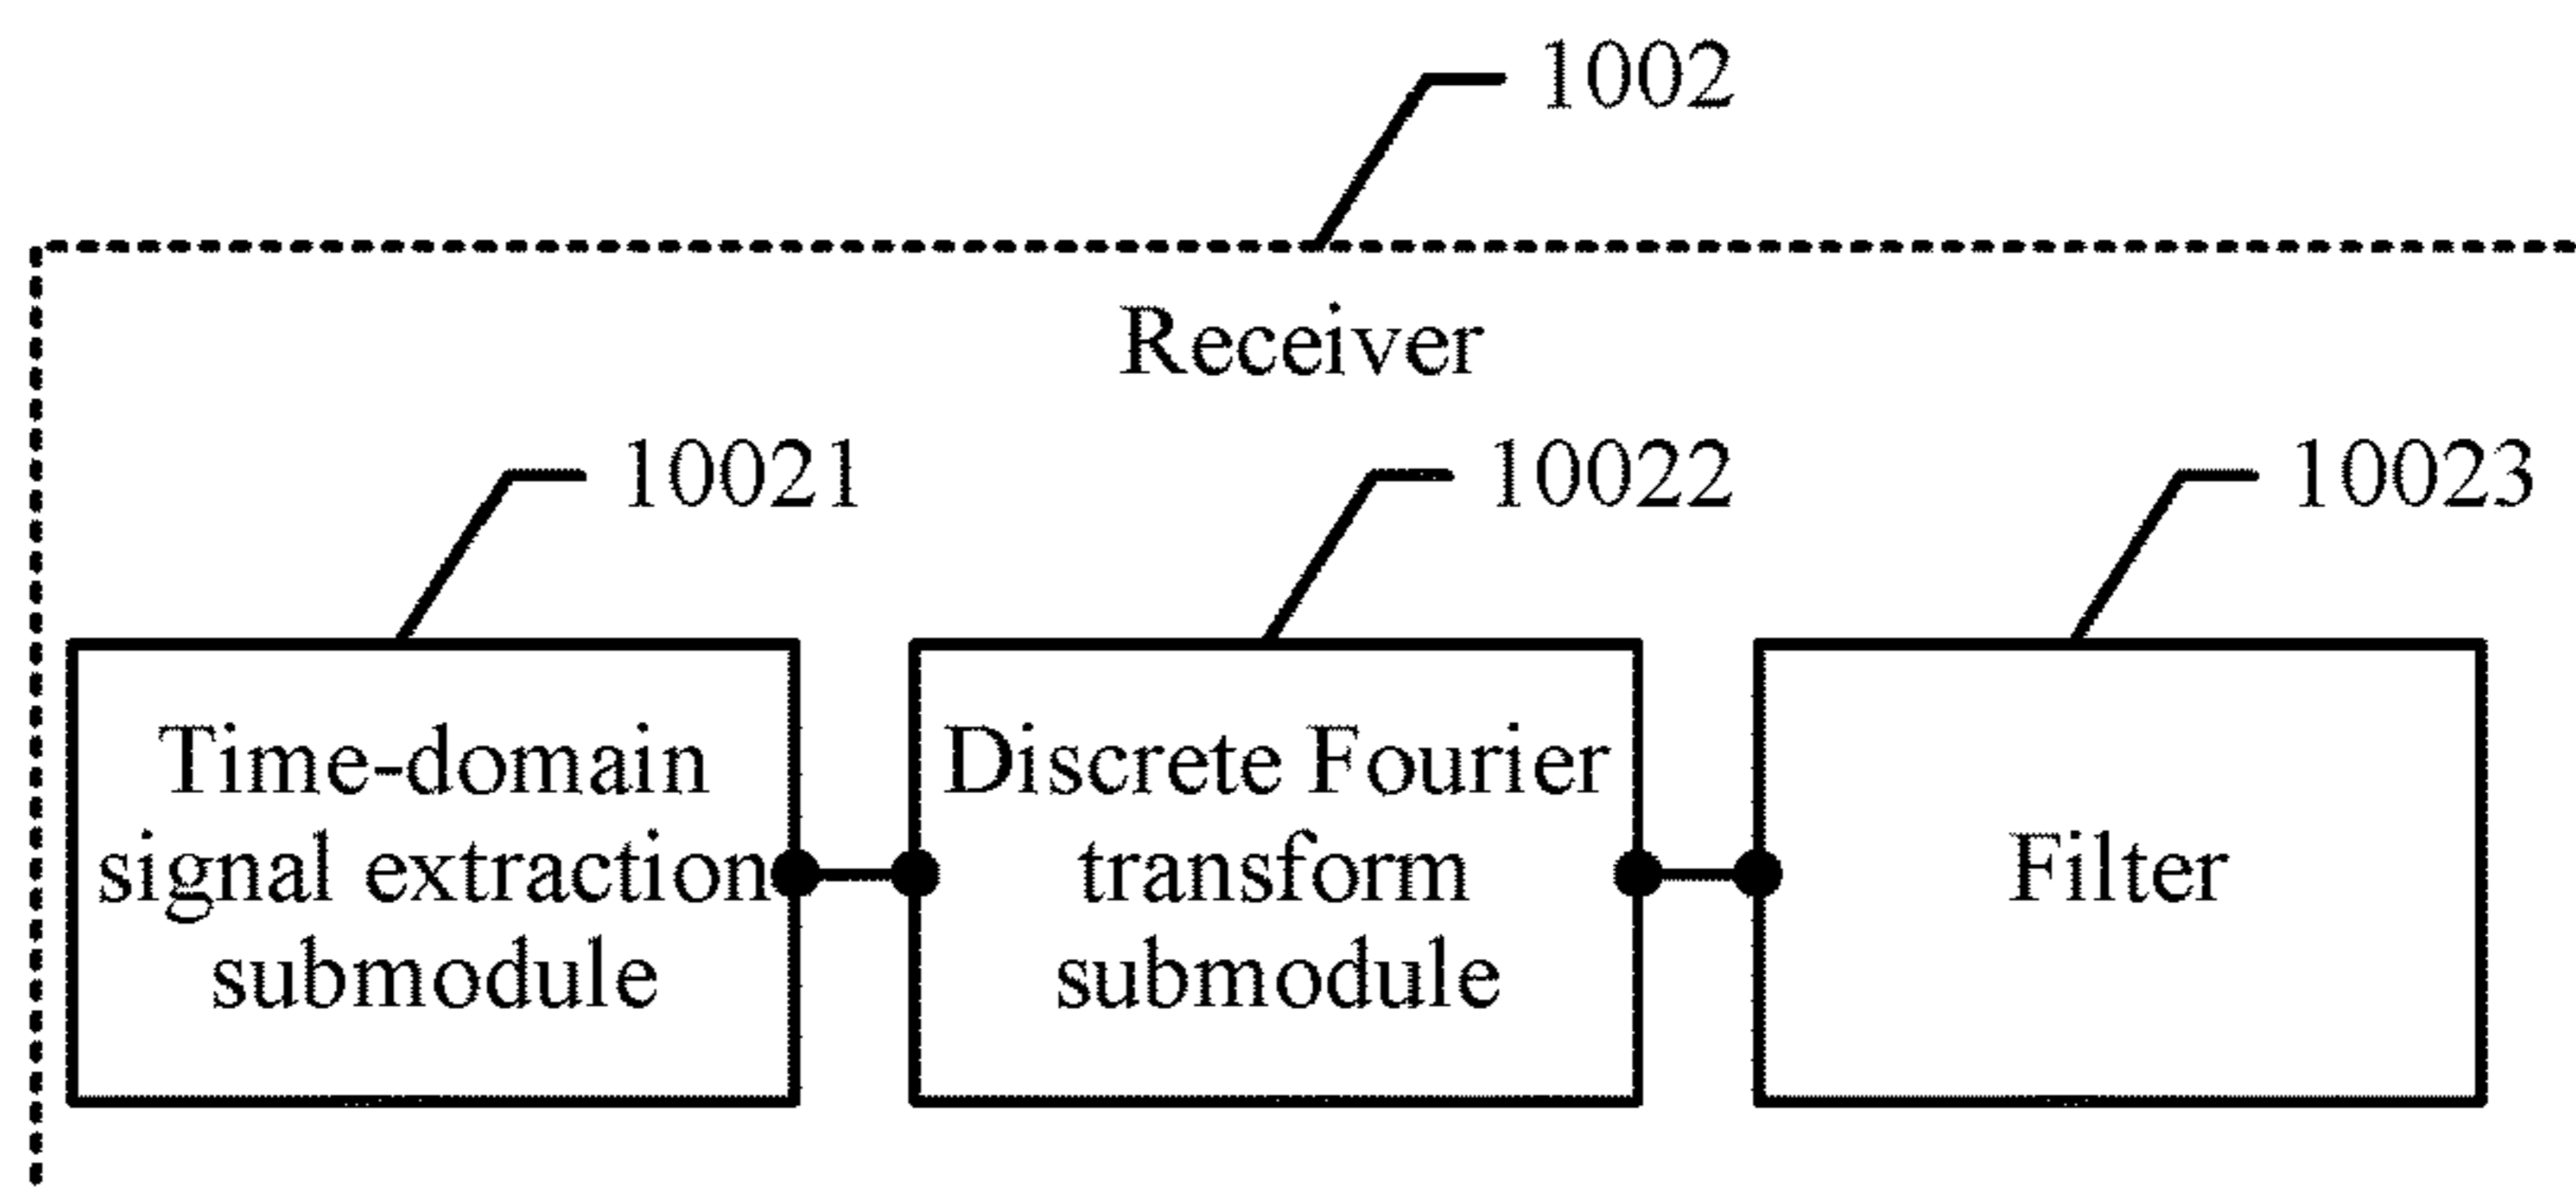 1002
Receiver
10021
10022
10023
Time-domain
signal extraction
submodule
Discrete Fourier
transform
submodule
Filter